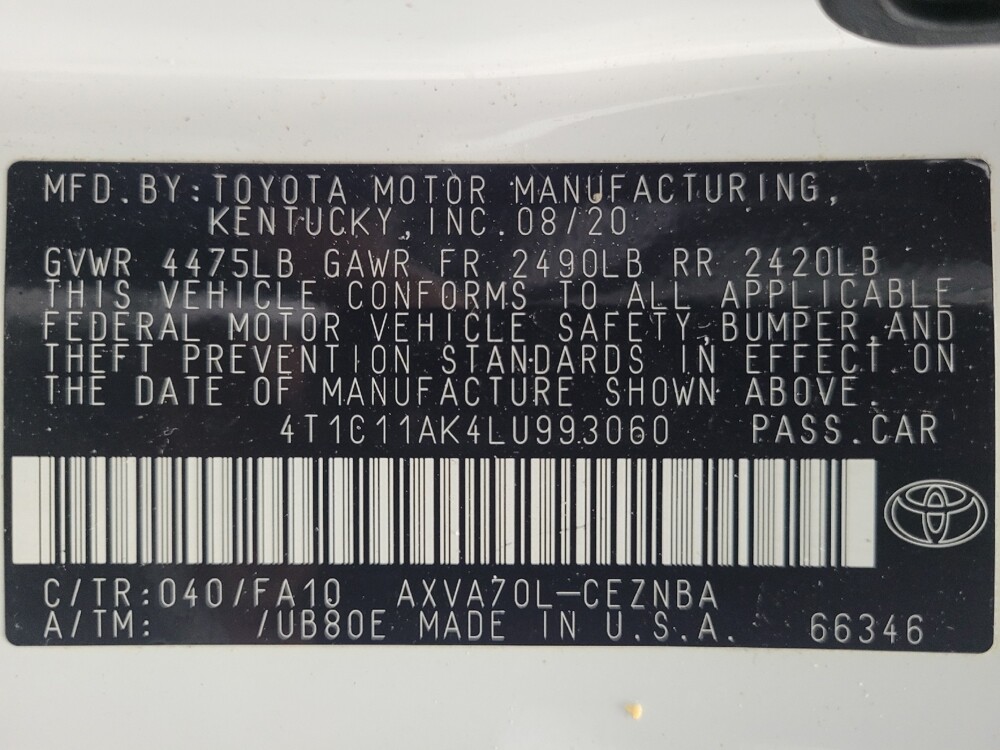 MFD.BY:TOYOTA MOTOR MANUFACTURING,
KENTUCKY,INC.08/20
GVWR 4475LB GAWR FR 2490LB RR 2420LB
THIS VEHICLE CONFORMS TO ALL APPLICABLE
FEDERAL MOTOR VEHICLE SAFETY,BUMPER,AND
THEFT PREVENTION STANDARDS IN EFFECT ON
THE DATE OF MANUFACTURE SHOWN ABOVE.
4T1C11AK4LU993060 PASS.CAR
C/TR:040/FA10 AXVA70L-CEZNBA
A/TM: /UB80E MADE IN U.S.A. 66346